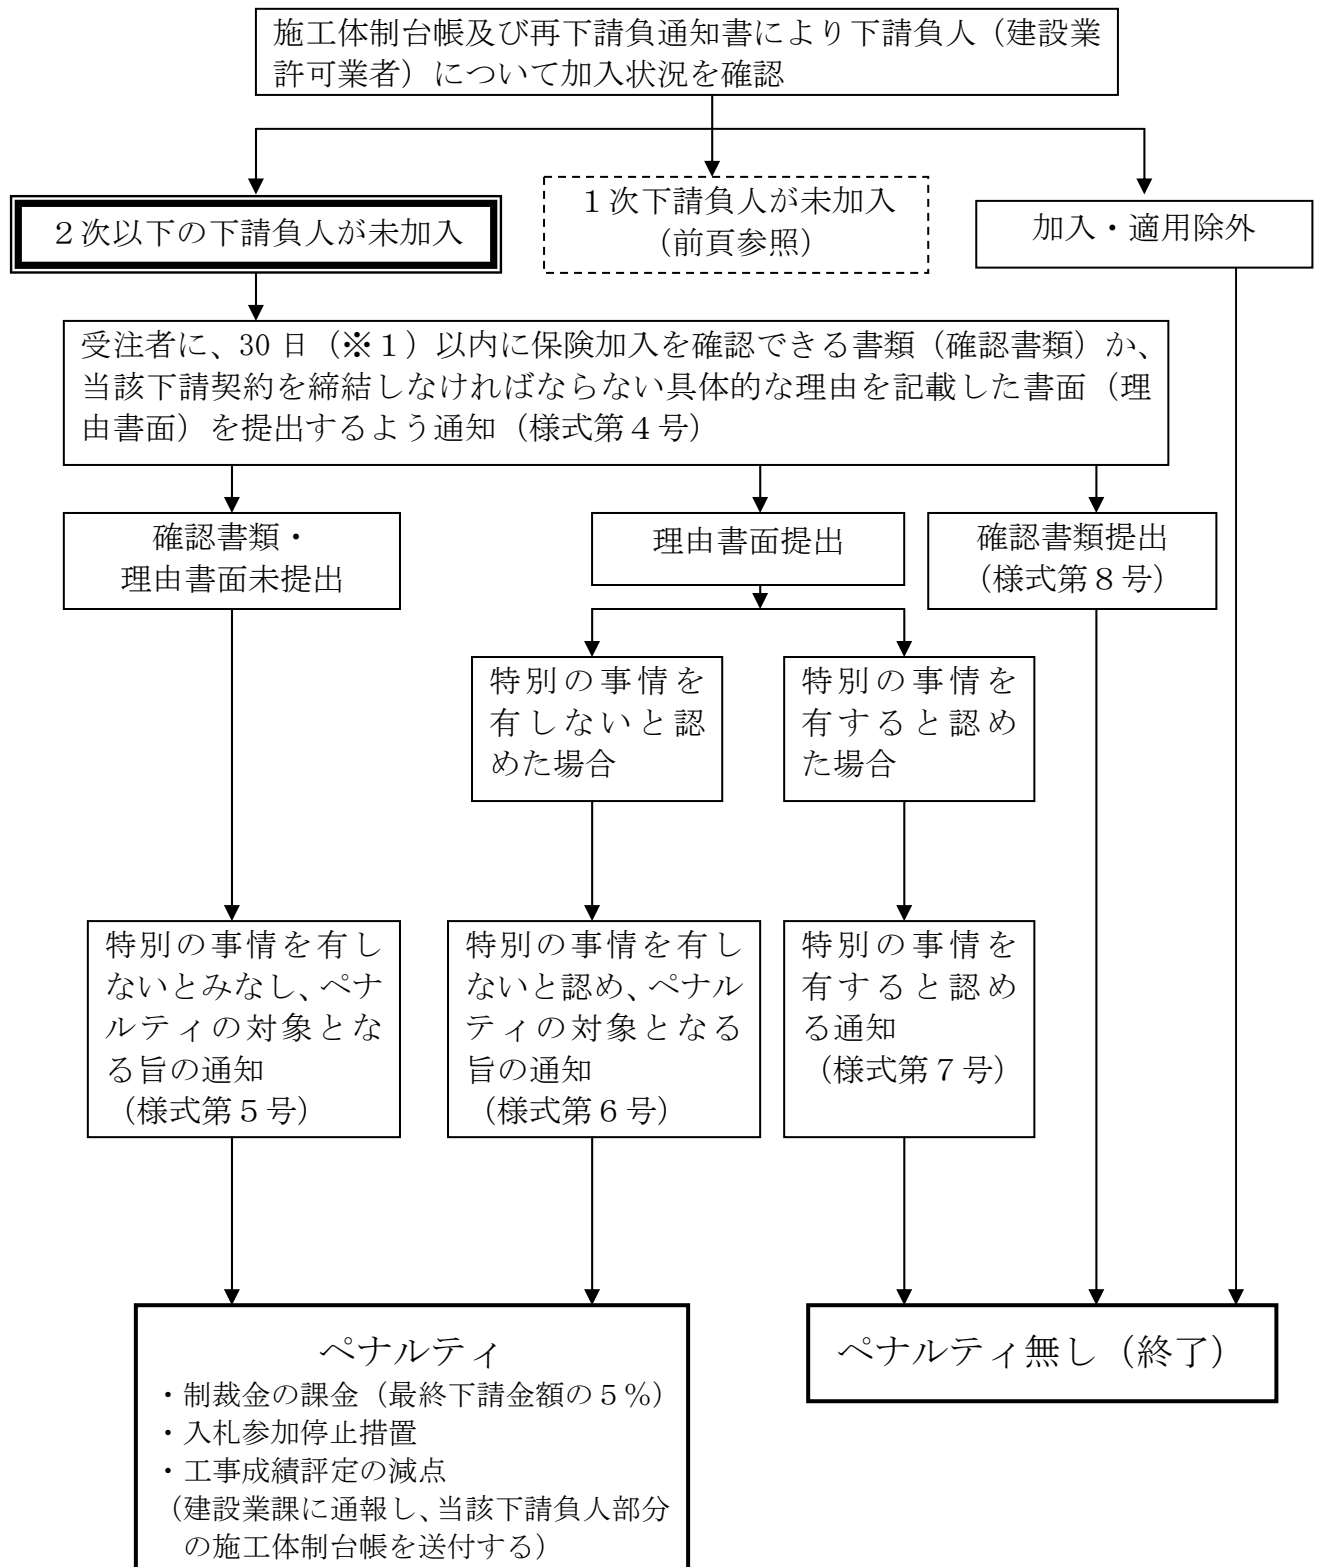 施工体制台帳及び再下請負通知書により下請負人（建設業
許可業者）について加入状況を確認
２次以下の下請負人が未加入
１次下請負人が未加入
（前頁参照）
加入・適用除外
受注者に、30 日（※１）以内に保険加入を確認できる書類（確認書類）か、
当該下請契約を締結しなければならない具体的な理由を記載した書面（理
由書面）を提出するよう通知（様式第４号）
確認書類・
理由書面未提出
理由書面提出
確認書類提出
（様式第８号）
特別の事情を
有しないと認
めた場合
特別の事情を
有すると認め
た場合
特別の事情を有し
ないとみなし、ペナ
ルティの対象とな
る旨の通知
（様式第５号）
特別の事情を有し
ないと認め、ペナル
ティの対象となる
旨の通知
（様式第６号）
特別の事情を
有すると認め
る通知
（様式第７号）
ペナルティ
・制裁金の課金（最終下請金額の５％）
・入札参加停止措置
・工事成績評定の減点
（建設業課に通報し、当該下請負人部分
の施工体制台帳を送付する）
ペナルティ無し（終了）